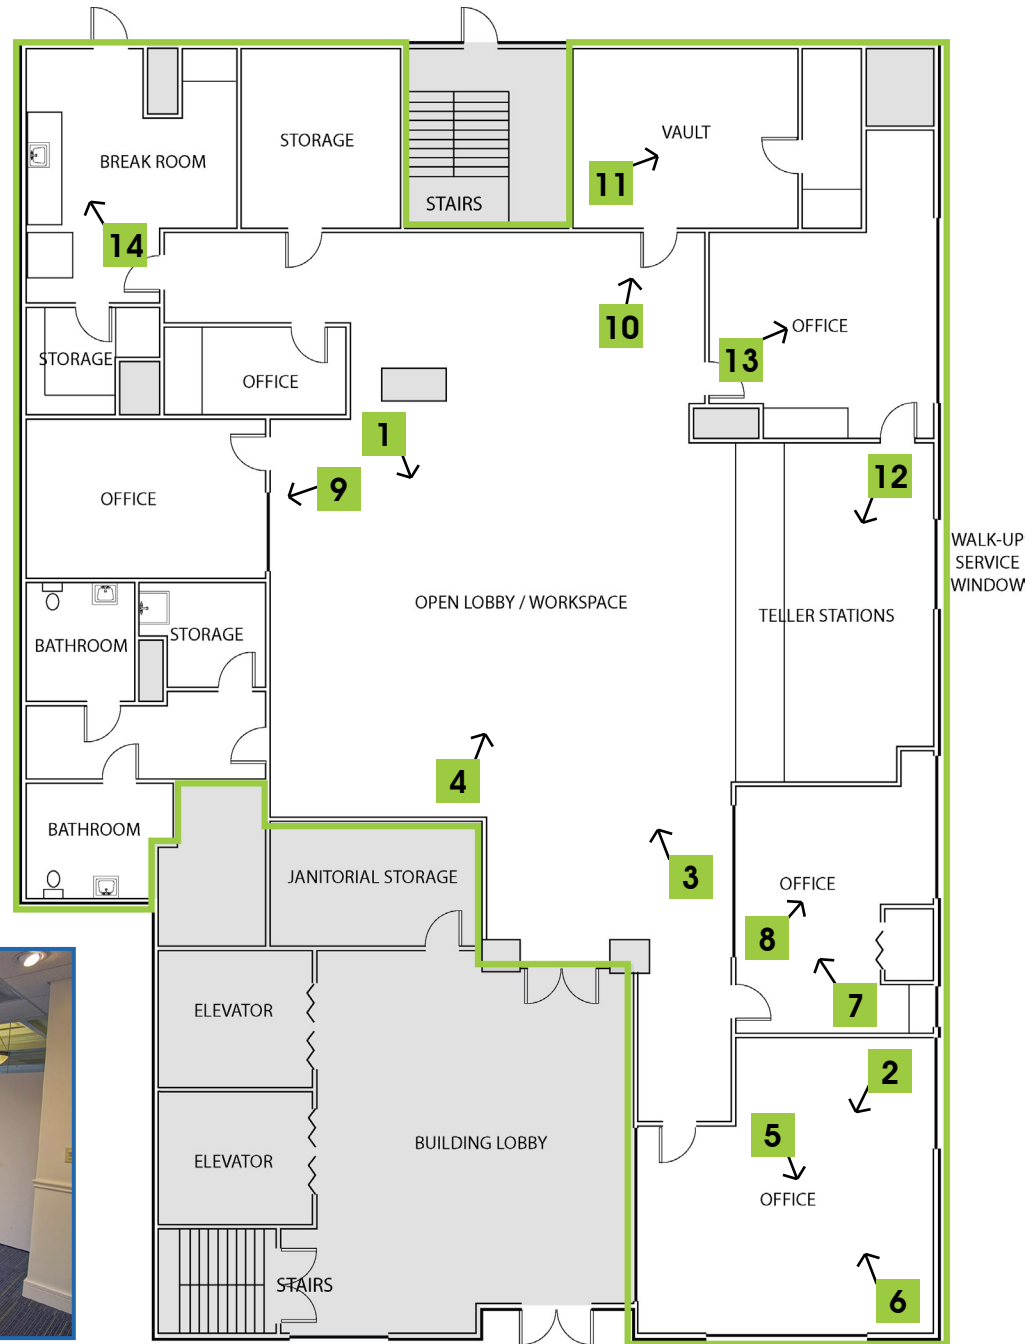 BREAK ROOM
STORAGE
STAIRS
VAULT
11
14
10
OFFICE
13
STORAGE
OFFICE
1
9
12
OFFICE
WALK-UP
SERVICE
WINDOW
OPEN LOBBY / WORKSPACE
TELLER STATIONS
BATHROOM
STORAGE
4
BATHROOM
JANITORIAL STORAGE
3
OFFICE
8
7
ELEVATOR
2
5
BUILDING LOBBY
ELEVATOR
OFFICE
STAIRS
6